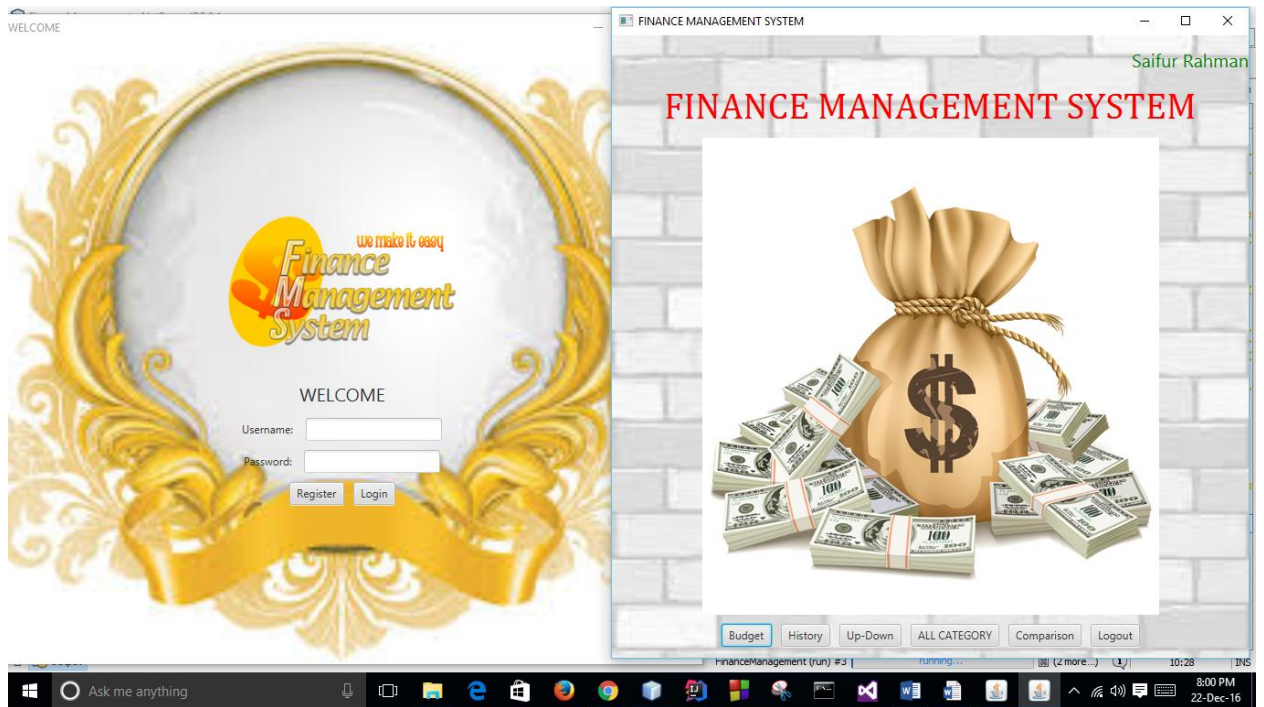 WELCOME
we make it easy
Finance
Management
System
WELCOME
Username:
Password:
Register Login
FINANCE MANAGEMENT SYSTEM
Saifur Rahman
FINANCE MANAGEMENT SYSTEM
$
100
100
100
Budget History Up-Down ALL CATEGORY Comparison Logout
FinanceManagement (run) #3 running... (2 more...) 10:28 INS
Ask me anything
8:00 PM
22-Dec-16